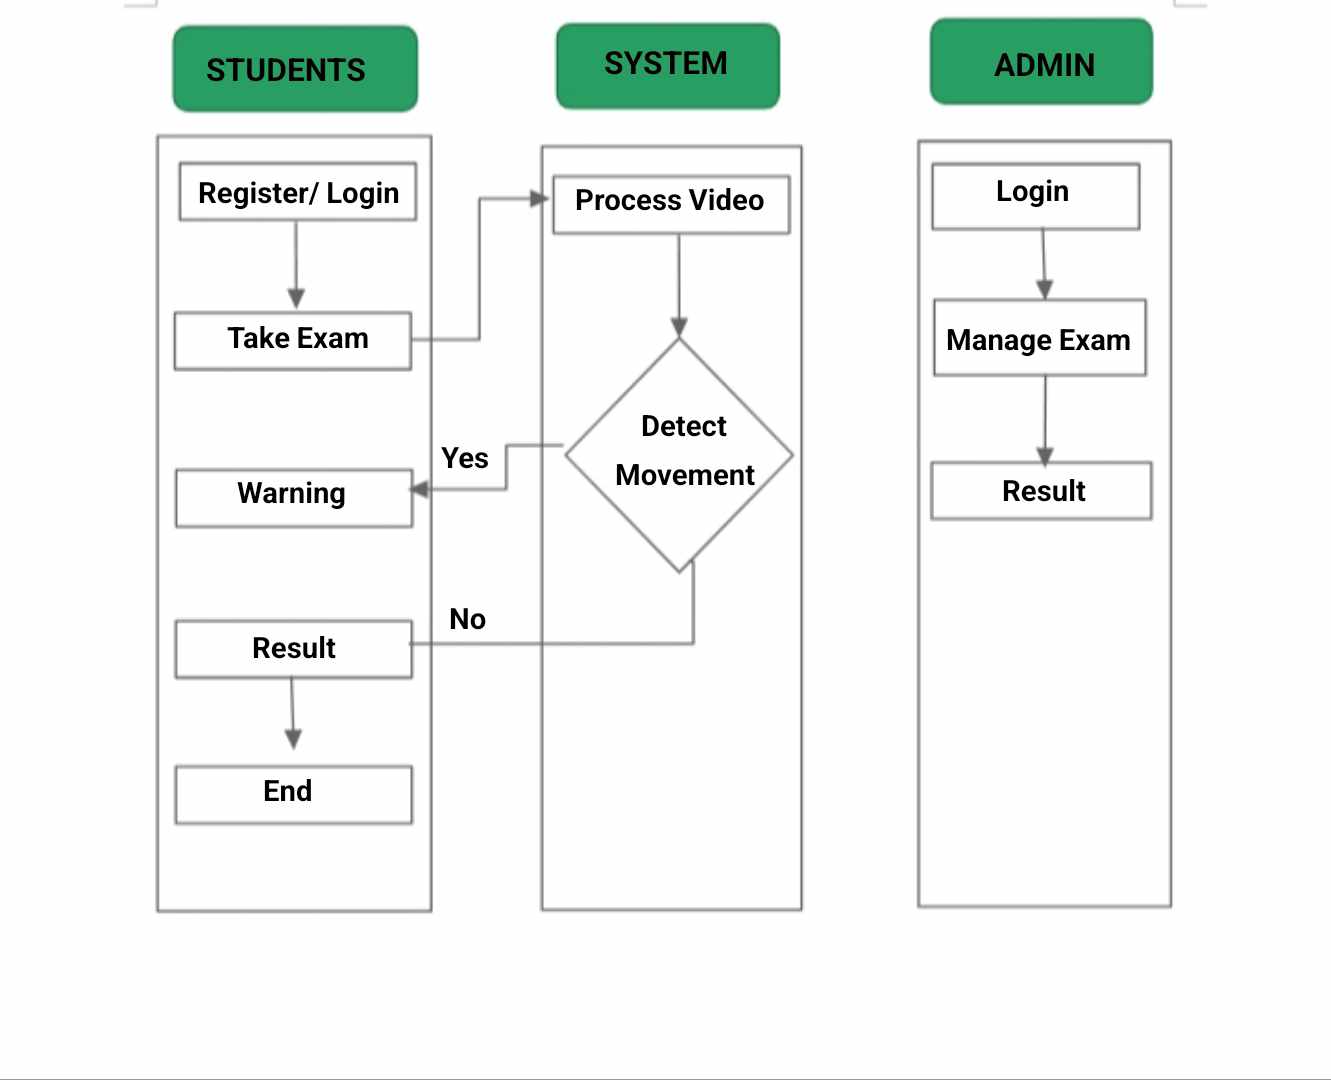 STUDENTS
SYSTEM
ADMIN
Register/ Login
Take Exam
Warning
Result
End
Process Video
Detect
Movement
Yes
No
Login
Manage Exam
Result